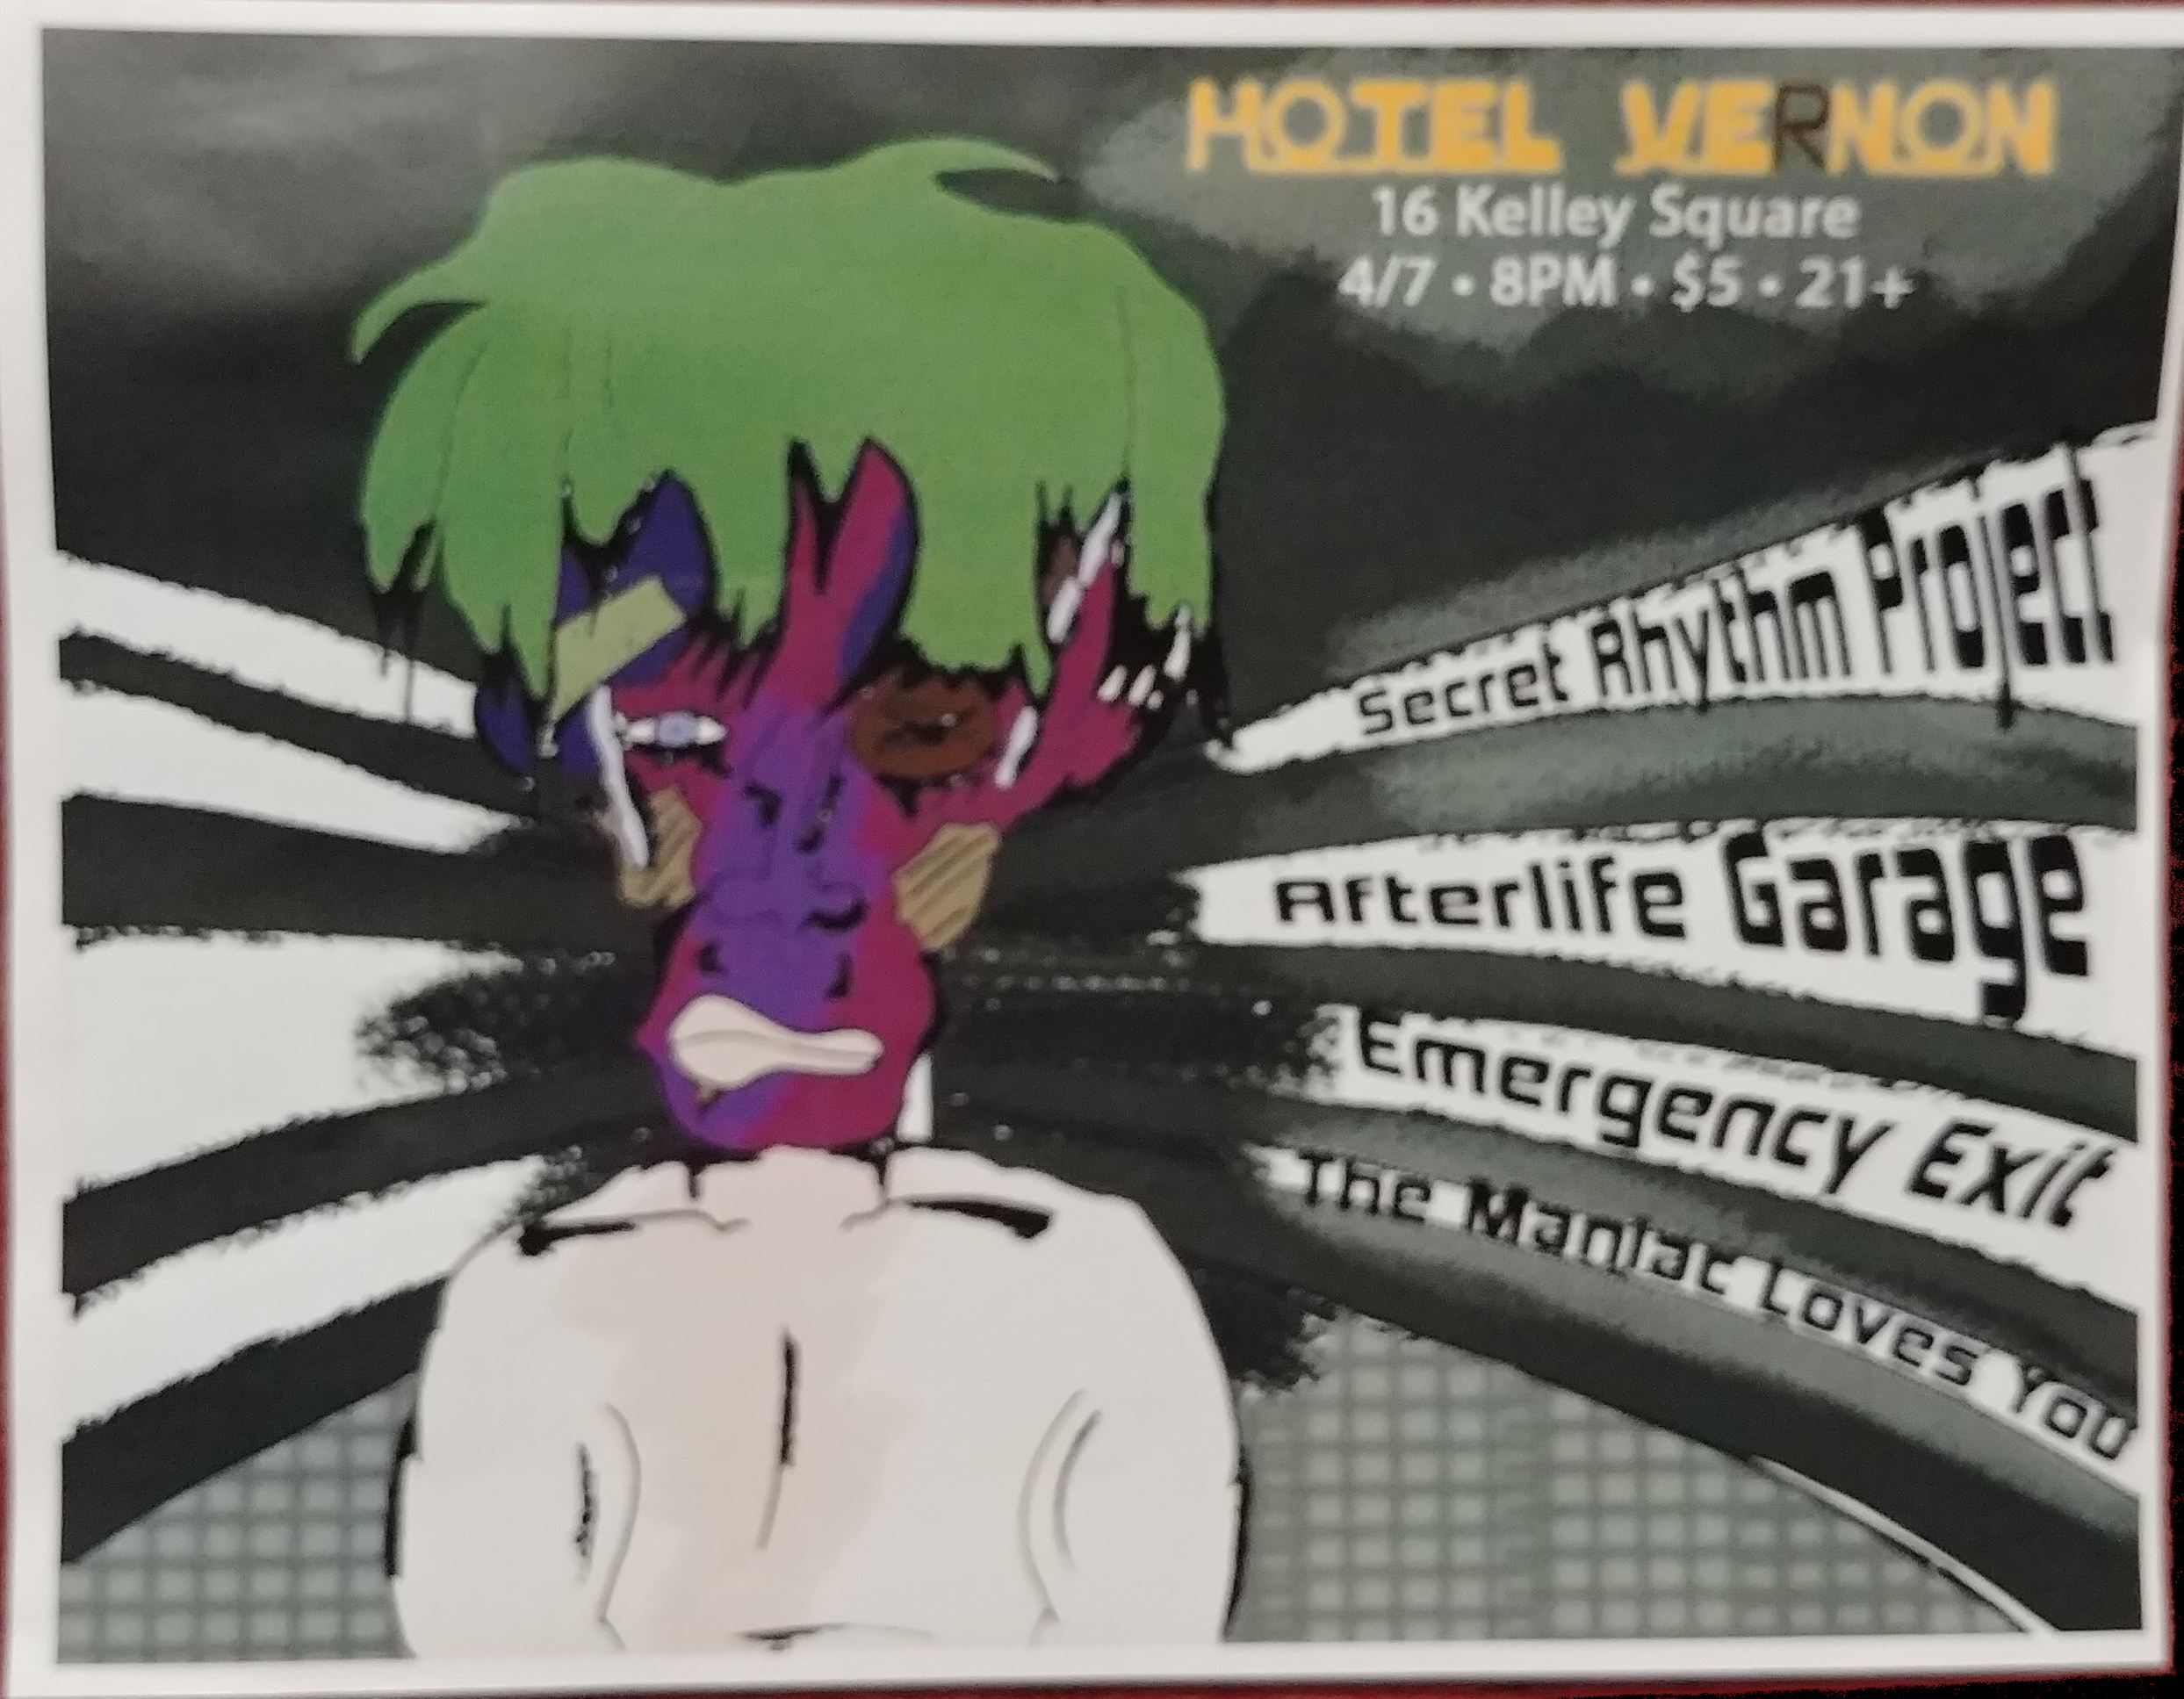 HOTEL VERNON
16 Kelley Square
4/7 • 8PM • $5 • 21+
Secret Rhythm Project
Afterlife Garage
Emergency Exit
The Maniac Loves You